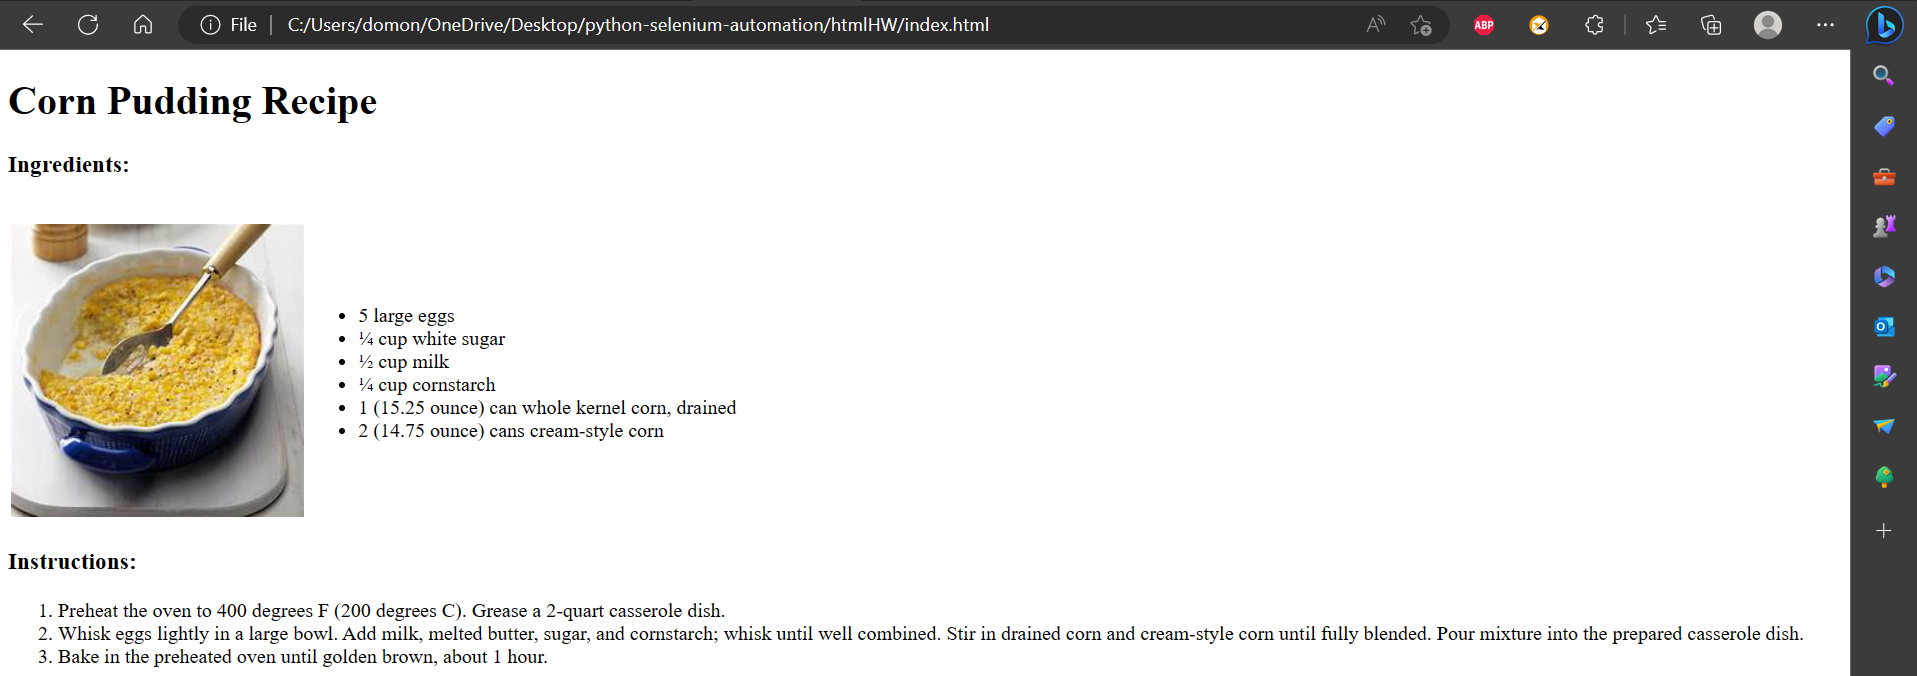 File | C:/Users/domon/OneDrive/Desktop/python-selenium-automation/htmlHW/index.html
ABP
Corn Pudding Recipe
Ingredients:
• 5 large eggs
• ¼ cup white sugar
• ½ cup milk
• ¼ cup cornstarch
• 1 (15.25 ounce) can whole kernel corn, drained
• 2 (14.75 ounce) cans cream-style corn
Instructions:
1. Preheat the oven to 400 degrees F (200 degrees C). Grease a 2-quart casserole dish.
2. Whisk eggs lightly in a large bowl. Add milk, melted butter, sugar, and cornstarch; whisk until well combined. Stir in drained corn and cream-style corn until fully blended. Pour mixture into the prepared casserole dish.
3. Bake in the preheated oven until golden brown, about 1 hour.